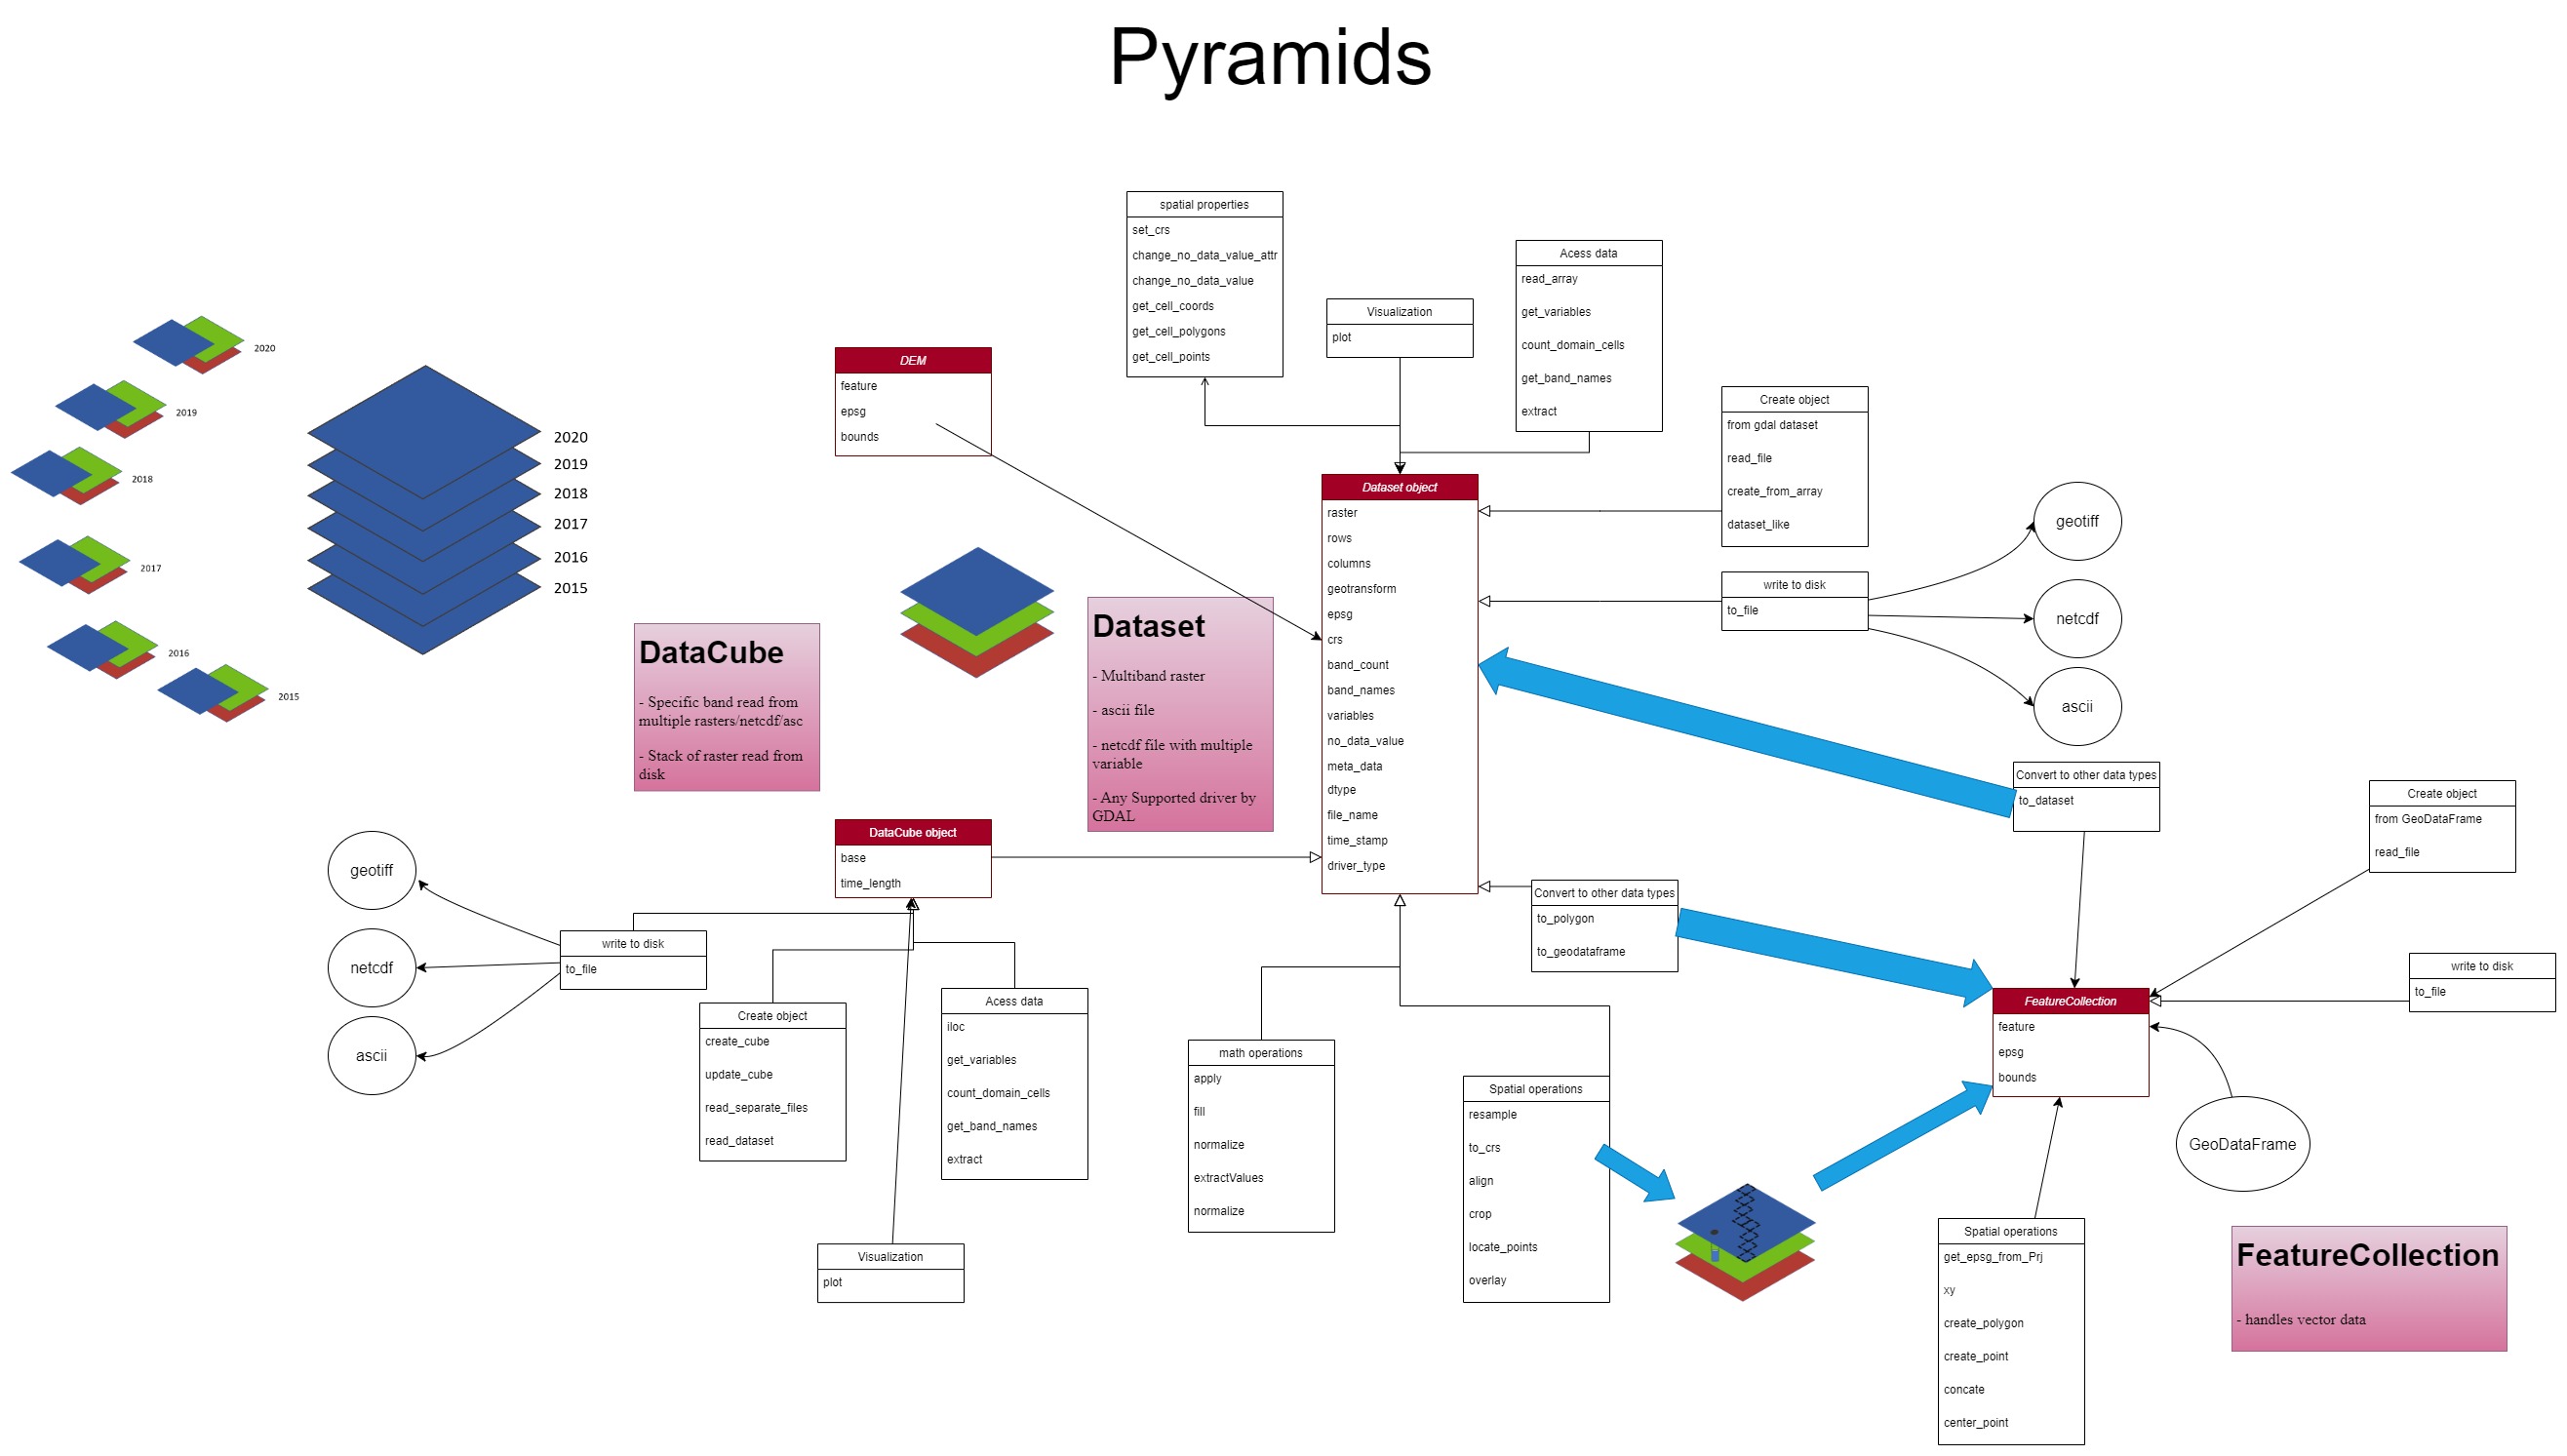 Pyramids
spatial properties
set_crs
change_no_data_value_attr
change_no_data_value
get_cell_coords
get_cell_polygons
get_cell_points
Visualization
plot
Acess data
read_array
get_variables
count_domain_cells
get_band_names
extract
Create object
from gdal dataset
read_file
create_from_array
dataset_like
write to disk
to_file
geotiff
netcdf
ascii
2020
2019
2018
2017
2016
2015
2020
2019
2018
2017
2016
2015
DEM
feature
epsg
bounds
DataCube
- Specific band read from
multiple rasters/netcdf/asc
- Stack of raster read from
disk
Dataset
- Multiband raster
- ascii file
- netcdf file with multiple
variable
- Any Supported driver by
GDAL
Dataset object
raster
rows
columns
geotransform
epsg
crs
band_count
band_names
variables
no_data_value
meta_data
dtype
file_name
time_stamp
driver_type
Convert to other data types
to_dataset
Create object
from GeoDataFrame
read_file
DataCube object
base
time_length
geotiff
netcdf
ascii
write to disk
to_file
Create object
create_cube
update_cube
read_separate_files
read_dataset
Acess data
iloc
get_variables
count_domain_cells
get_band_names
extract
Visualization
plot
math operations
apply
fill
normalize
extractValues
normalize
Convert to other data types
to_polygon
to_geodataframe
Spatial operations
resample
to_crs
align
crop
locate_points
overlay
FeatureCollection
feature
epsg
bounds
write to disk
to_file
GeoDataFrame
Spatial operations
get_epsg_from_Prj
xy
create_polygon
create_point
concate
center_point
FeatureCollection
- handles vector data